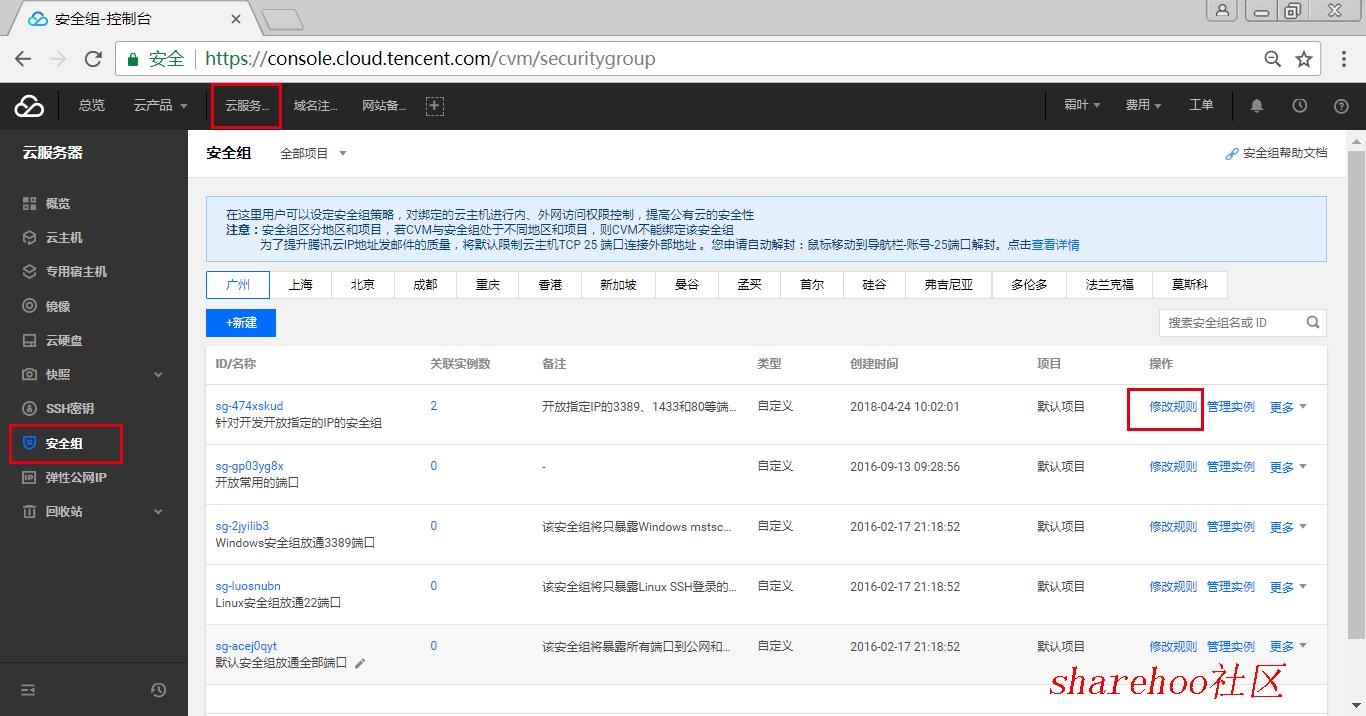 安全组-控制台
安全 https://console.cloud.tencent.com/cvm/securitygroup
总览 云产品 云服务... 域名注... 网站备... 霜叶 费用 工单
云服务器
概览
云主机
专用宿主机
镜像
云硬盘
快照
SSH密钥
安全组
弹性公网IP
回收站
安全组 全部项目 安全组帮助文档
在这里用户可以设定安全组策略，对绑定的云主机进行内、外网访问权限控制，提高公有云的安全性
注意：安全组区分地区和项目，若CVM与安全组处于不同地区和项目，则CVM不能绑定该安全组
为了提升腾讯云IP地址发邮件的质量，将默认限制云主机TCP 25 端口连接外部地址 。您申请自动解封：鼠标移动到导航栏-账号-25端口解封。点击查看详情
广州 上海 北京 成都 重庆 香港 新加坡 曼谷 孟买 首尔 硅谷 弗吉尼亚 多伦多 法兰克福 莫斯科
+新建 搜索安全组名或 ID
ID/名称 关联实例数 备注 类型 创建时间 项目 操作
sg-474xskud 2 开放指定IP的3389、1433和80等端... 自定义 2018-04-24 10:02:01 默认项目 修改规则 管理实例 更多
针对开发开放指定的IP的安全组
sg-gp03yg8x 0 - 自定义 2016-09-13 09:28:56 默认项目 修改规则 管理实例 更多
开放常用的端口
sg-2jyilib3 0 该安全组将只暴露Windows mstsc... 自定义 2016-02-17 21:18:52 默认项目 修改规则 管理实例 更多
Windows安全组放通3389端口
sg-luosnubn 0 该安全组将只暴露Linux SSH登录的... 自定义 2016-02-17 21:18:52 默认项目 修改规则 管理实例 更多
Linux安全组放通22端口
sg-acej0qyt 0 该安全组将暴露所有端口到公网和... 自定义 2016-02-17 21:18:52 默认项目 修改规则 管理实例 更多
默认安全组放通全部端口
sharehoo社区